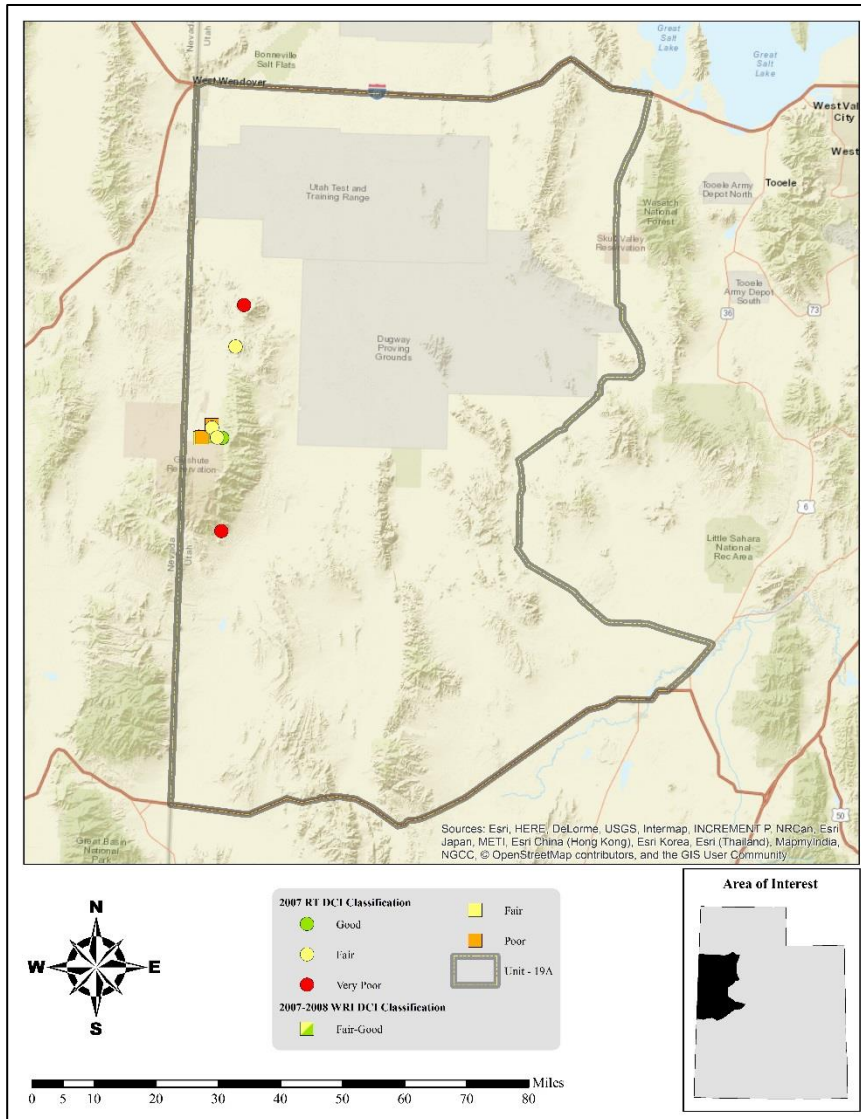 Nevada
Utah
Bonneville
Salt Flats
West Wendover
Great
Salt
Lake
Great
Salt
Lake
West Val
City
West
Utah Test and
Training Range
Tooele Army
Depot North
Tooele
Wasatch
National
Forest
Skull Valley
Reservation
Tooele
Army Depot
South
36
73
Dugway
Proving
Grounds
Goshute
Reservation
6
Nevada
Utah
Little Sahara
National
Rec Area
50
Great Basin
National
Park
Sources: Esri, HERE, DeLorme, USGS, Intermap, INCREMENT P, NRCan, Esri
Japan, METI, Esri China (Hong Kong), Esri Korea, Esri (Thailand), MapmyIndia,
NGCC, © OpenStreetMap contributors, and the GIS User Community
N
W E
S
2007 RT DCI Classification
Good
Fair
Very Poor
2007-2008 WRI DCI Classification
Fair-Good
Fair
Poor
Unit - 19A
Area of Interest
Miles
0 5 10 20 30 40 50 60 70 80